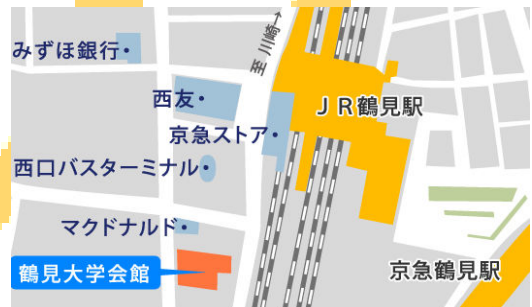 みずほ銀行・
至 川崎→
西友・
JR鶴見駅
京急ストア・
西口バスターミナル・
マクドナルド・
鶴見大学会館
京急鶴見駅